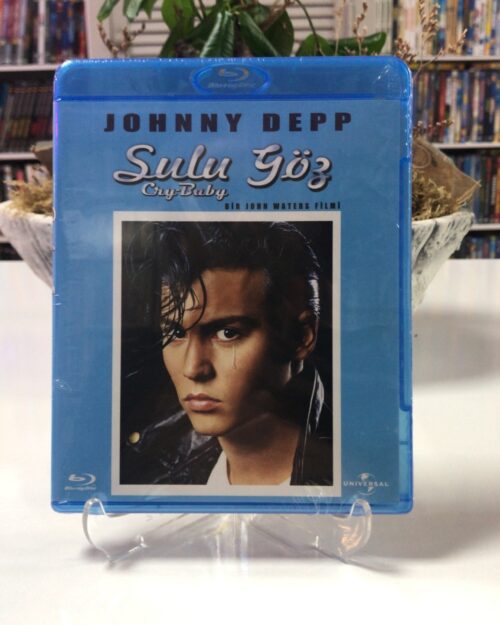 Blu-ray Disc
JOHNNY DEPP
Sulu Göz
Cry-Baby
BİR JOHN WATERS FİLMİ
Blu-ray Disc
UNIVERSAL